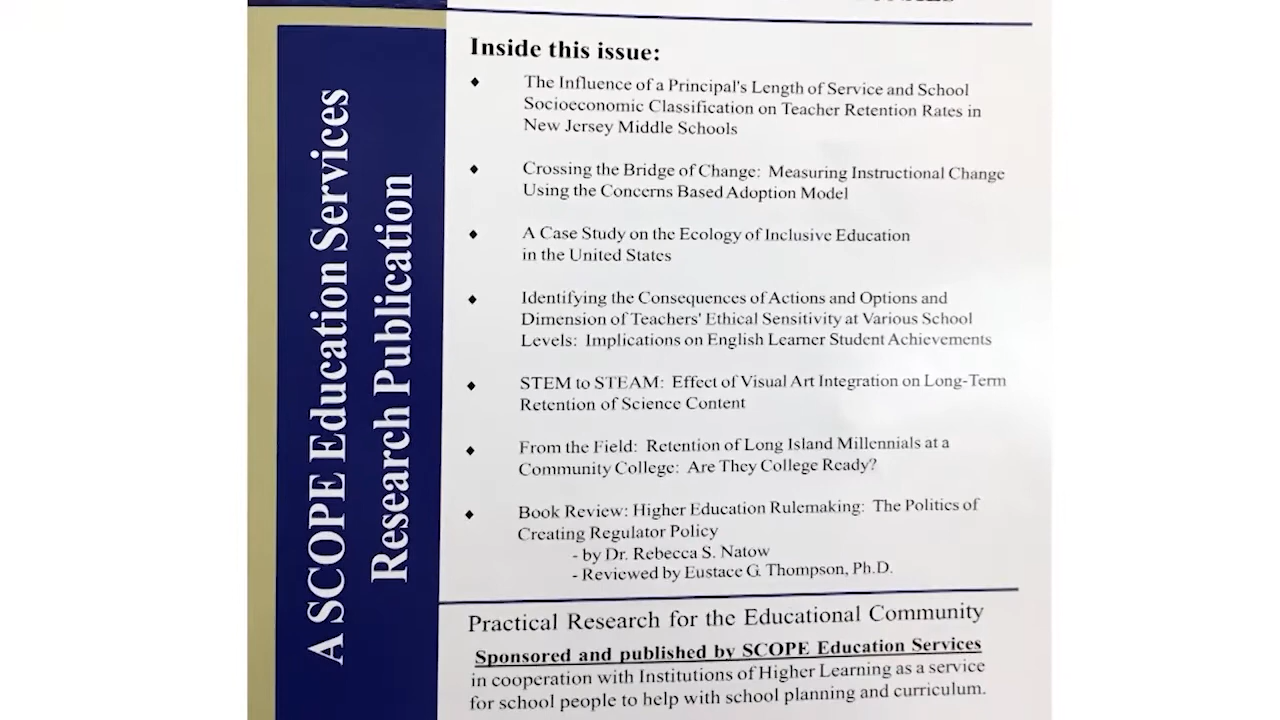 A SCOPE Education Services
Research Publication
Inside this issue:
♦ The Influence of a Principal's Length of Service and School
Socioeconomic Classification on Teacher Retention Rates in
New Jersey Middle Schools
♦ Crossing the Bridge of Change: Measuring Instructional Change
Using the Concerns Based Adoption Model
♦ A Case Study on the Ecology of Inclusive Education
in the United States
♦ Identifying the Consequences of Actions and Options and
Dimension of Teachers' Ethical Sensitivity at Various School
Levels: Implications on English Learner Student Achievements
♦ STEM to STEAM: Effect of Visual Art Integration on Long-Term
Retention of Science Content
♦ From the Field: Retention of Long Island Millennials at a
Community College: Are They College Ready?
♦ Book Review: Higher Education Rulemaking: The Politics of
Creating Regulator Policy
- by Dr. Rebecca S. Natow
- Reviewed by Eustace G. Thompson, Ph.D.
Practical Research for the Educational Community
Sponsored and published by SCOPE Education Services
in cooperation with Institutions of Higher Learning as a service
for school people to help with school planning and curriculum.